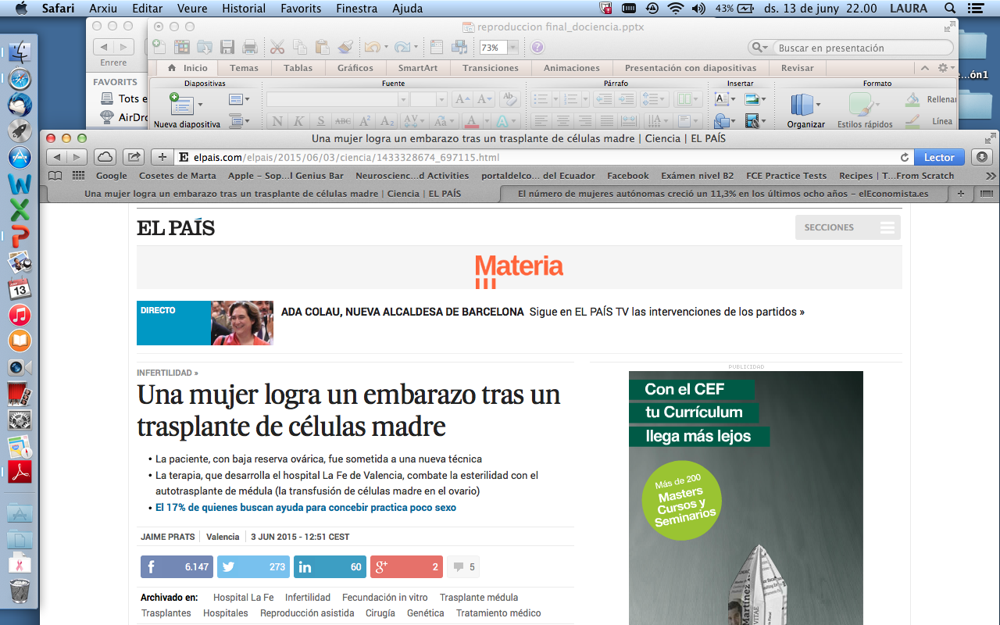 Safari Arxiu Editar Veure Historial Favorits Finestra Ajuda 43% ds. 13 de juny 22.00 LAURA
reproduccion final_dociencia.pptx
73% Buscar en presentación
Enrere
Inicio Temas Tablas Gráficos SmartArt Transiciones Animaciones Presentación con diapositivas Revisar
FAVORITS
Diapositivas Fuente Párrafo Insertar Formato
Tots e
AirDro
Nueva diapositiva
N K S ABC A² A₂ AV Aa A A
Organizar Estilos rápidos
Rellenar
Línea
...ón1
Una mujer logra un embarazo tras un trasplante de células madre | Ciencia | EL PAÍS
elpais.com/elpais/2015/06/03/ciencia/1433328674_697115.html Lector
Google Cosetes de Marta Apple - Sop...l Genius Bar Neuroscienc...d Activities portaldelco... del Ecuador Facebook Exámen nivel B2 FCE Practice Tests Recipes | T...From Scratch
Una mujer logra un embarazo tras un trasplante de células madre | Ciencia | EL PAÍS
El número de mujeres autónomas creció un 11,3% en los últimos ocho años - elEconomista.es
EL PAÍS
SECCIONES
Materia
DIRECTO
ADA COLAU, NUEVA ALCALDESA DE BARCELONA Sigue en EL PAÍS TV las intervenciones de los partidos »
INFERTILIDAD »
Una mujer logra un embarazo tras un
trasplante de células madre
• La paciente, con baja reserva ovárica, fue sometida a una nueva técnica
• La terapia, que desarrolla el hospital La Fe de Valencia, combate la esterilidad con el
autotrasplante de médula (la transfusión de células madre en el ovario)
• El 17% de quienes buscan ayuda para concebir practica poco sexo
JAIME PRATS Valencia 3 JUN 2015 - 12:51 CEST
6.147 273 in 60 g+ 2 5
Archivado en: Hospital La Fe Infertilidad Fecundación in vitro Trasplante médula
Trasplantes Hospitales Reproducción asistida Cirugía Genética Tratamiento médico
PUBLICIDAD
Con el CEF
tu Currículum
llega más lejos
Más de 200
Masters
Cursos y
Seminarios
Martínez
VITAE
13